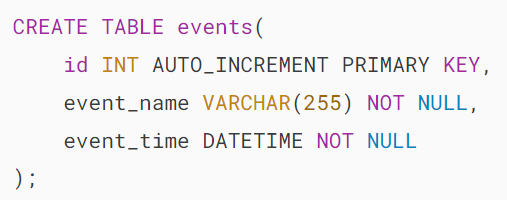 CREATE TABLE events(
    id INT AUTO_INCREMENT PRIMARY KEY,
    event_name VARCHAR(255) NOT NULL,
    event_time DATETIME NOT NULL
);